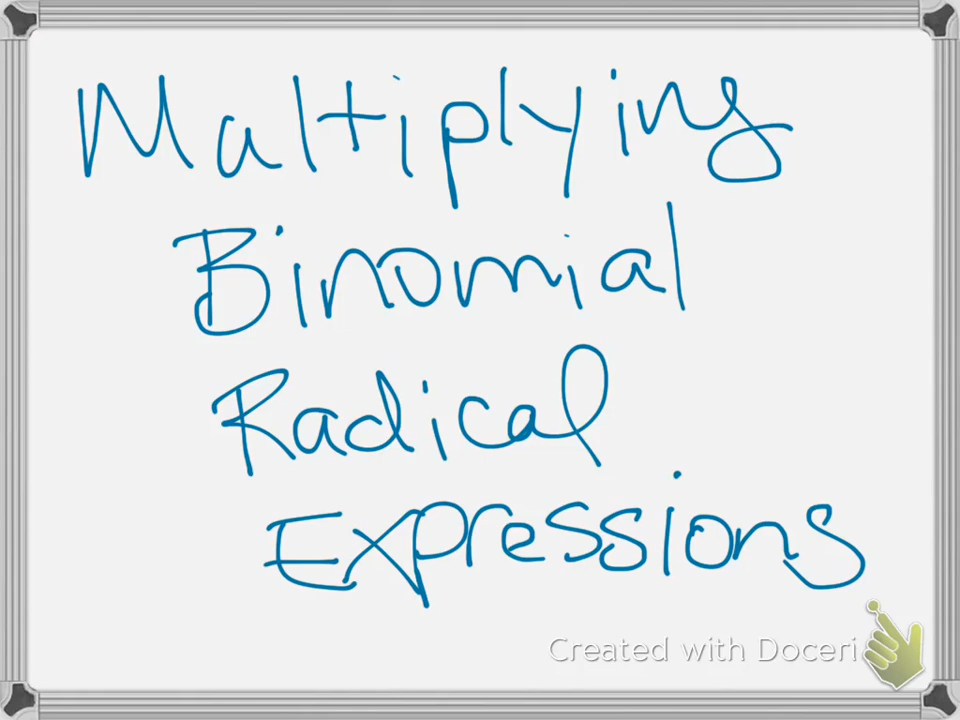 Multiplying
Binomial
Radical
Expressions
Created with Doceri